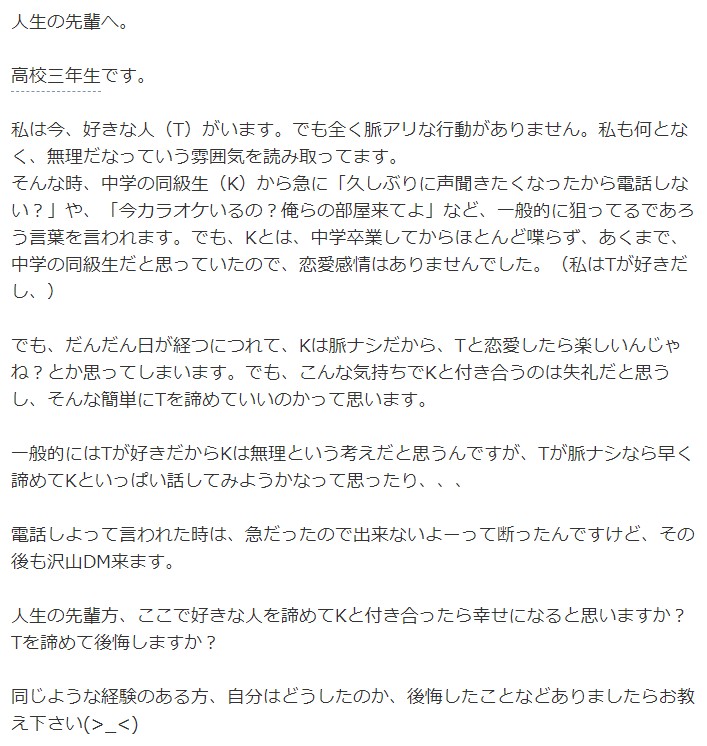 人生の先輩へ。
高校三年生です。
私は今、好きな人（T）がいます。でも全く脈アリな行動がありません。私も何とな
く、無理だなっていう雰囲気を読み取ってます。
そんな時、中学の同級生（K）から急に「久しぶりに声聞きたくなったから電話しな
い？」や、「今カラオケいるの？俺らの部屋来てよ」など、一般的に狙ってるであろ
う言葉を言われます。でも、Kとは、中学卒業してからほとんど喋らず、あくまで、
中学の同級生だと思っていたので、恋愛感情はありませんでした。（私はTが好きだ
し、）
でも、だんだん日が経つにつれて、Kは脈ナシだから、Tと恋愛したら楽しいんじゃ
ね？とか思ってしまいます。でも、こんな気持ちでKと付き合うのは失礼だと思う
し、そんな簡単にTを諦めていいのかって思います。
一般的にはTが好きだからKは無理という考えだと思うんですが、Tが脈ナシなら早く
諦めてKといっぱい話してみようかなって思ったり、、、
電話しよって言われた時は、急だったので出来ないよーって断ったんですけど、その
後も沢山DM来ます。
人生の先輩方、ここで好きな人を諦めてKと付き合ったら幸せになると思いますか？
Tを諦めて後悔しますか？
同じような経験のある方、自分はどうしたのか、後悔したことなどありましたらお教
え下さい(>_<)